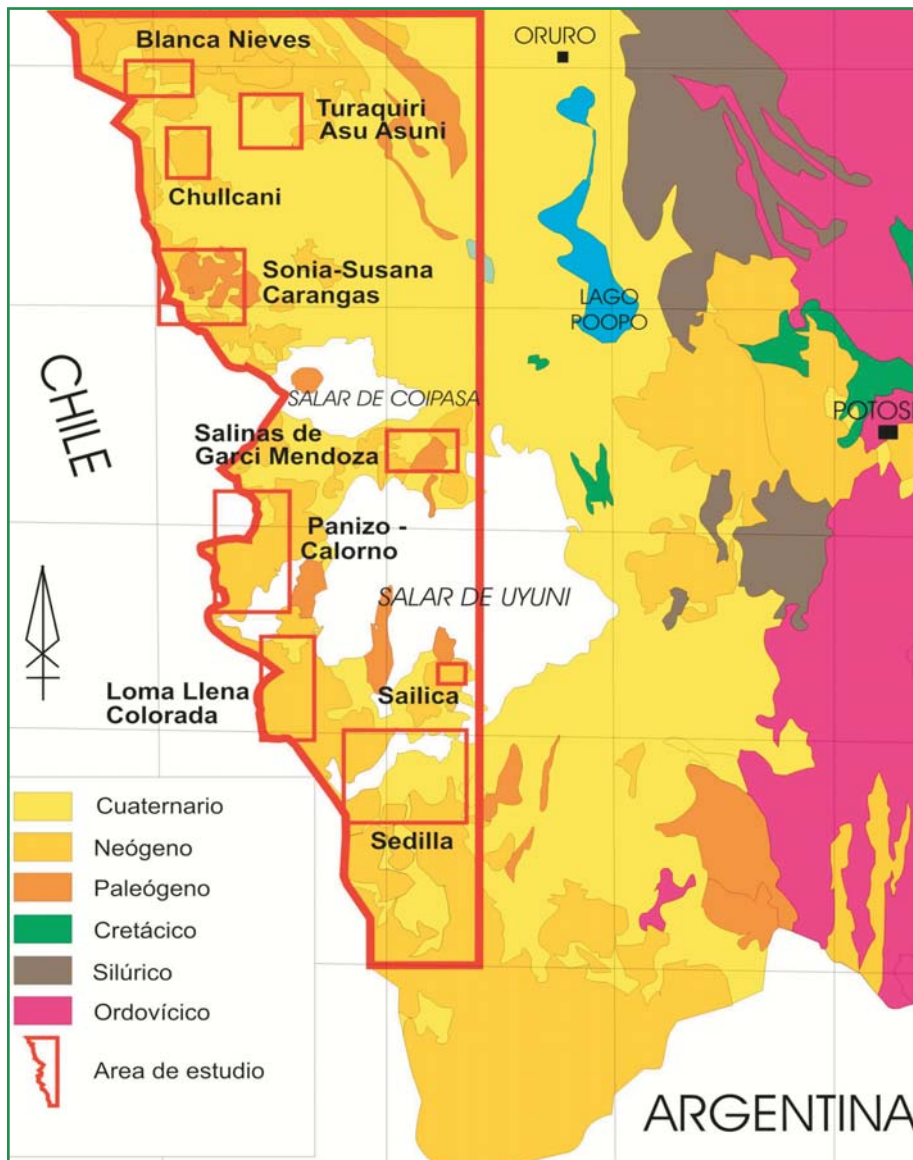 Blanca Nieves
ORURO
Turaquiri
Asu Asuni
Chullcani
Sonia-Susana
Carangas
LAGO
POOPO
CHILE
SALAR DE COIPASA
POTOSI
Salinas de
Garci Mendoza
Panizo -
Calorno
SALAR DE UYUNI
Loma Llena
Colorada
Sailica
Sedilla
Cuaternario
Neógeno
Paleógeno
Cretácico
Silúrico
Ordovícico
Area de estudio
ARGENTINA